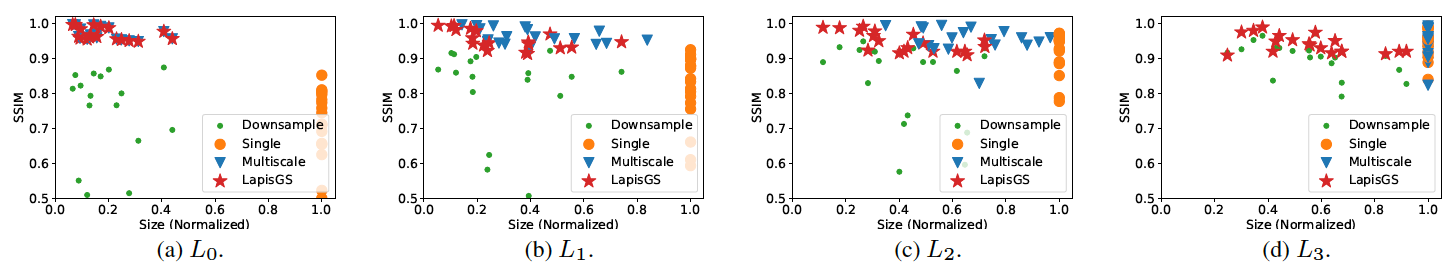 SSIM
1.0
0.9
0.8
0.7
0.6
0.5
0.0 0.2 0.4 0.6 0.8 1.0
Size (Normalized)
Downsample
Single
Multiscale
LapisGS
(a) L0.
SSIM
1.0
0.9
0.8
0.7
0.6
0.5
0.0 0.2 0.4 0.6 0.8 1.0
Size (Normalized)
Downsample
Single
Multiscale
LapisGS
(b) L1.
SSIM
1.0
0.9
0.8
0.7
0.6
0.5
0.0 0.2 0.4 0.6 0.8 1.0
Size (Normalized)
Downsample
Single
Multiscale
LapisGS
(c) L2.
SSIM
1.0
0.9
0.8
0.7
0.6
0.5
0.0 0.2 0.4 0.6 0.8 1.0
Size (Normalized)
Downsample
Single
Multiscale
LapisGS
(d) L3.